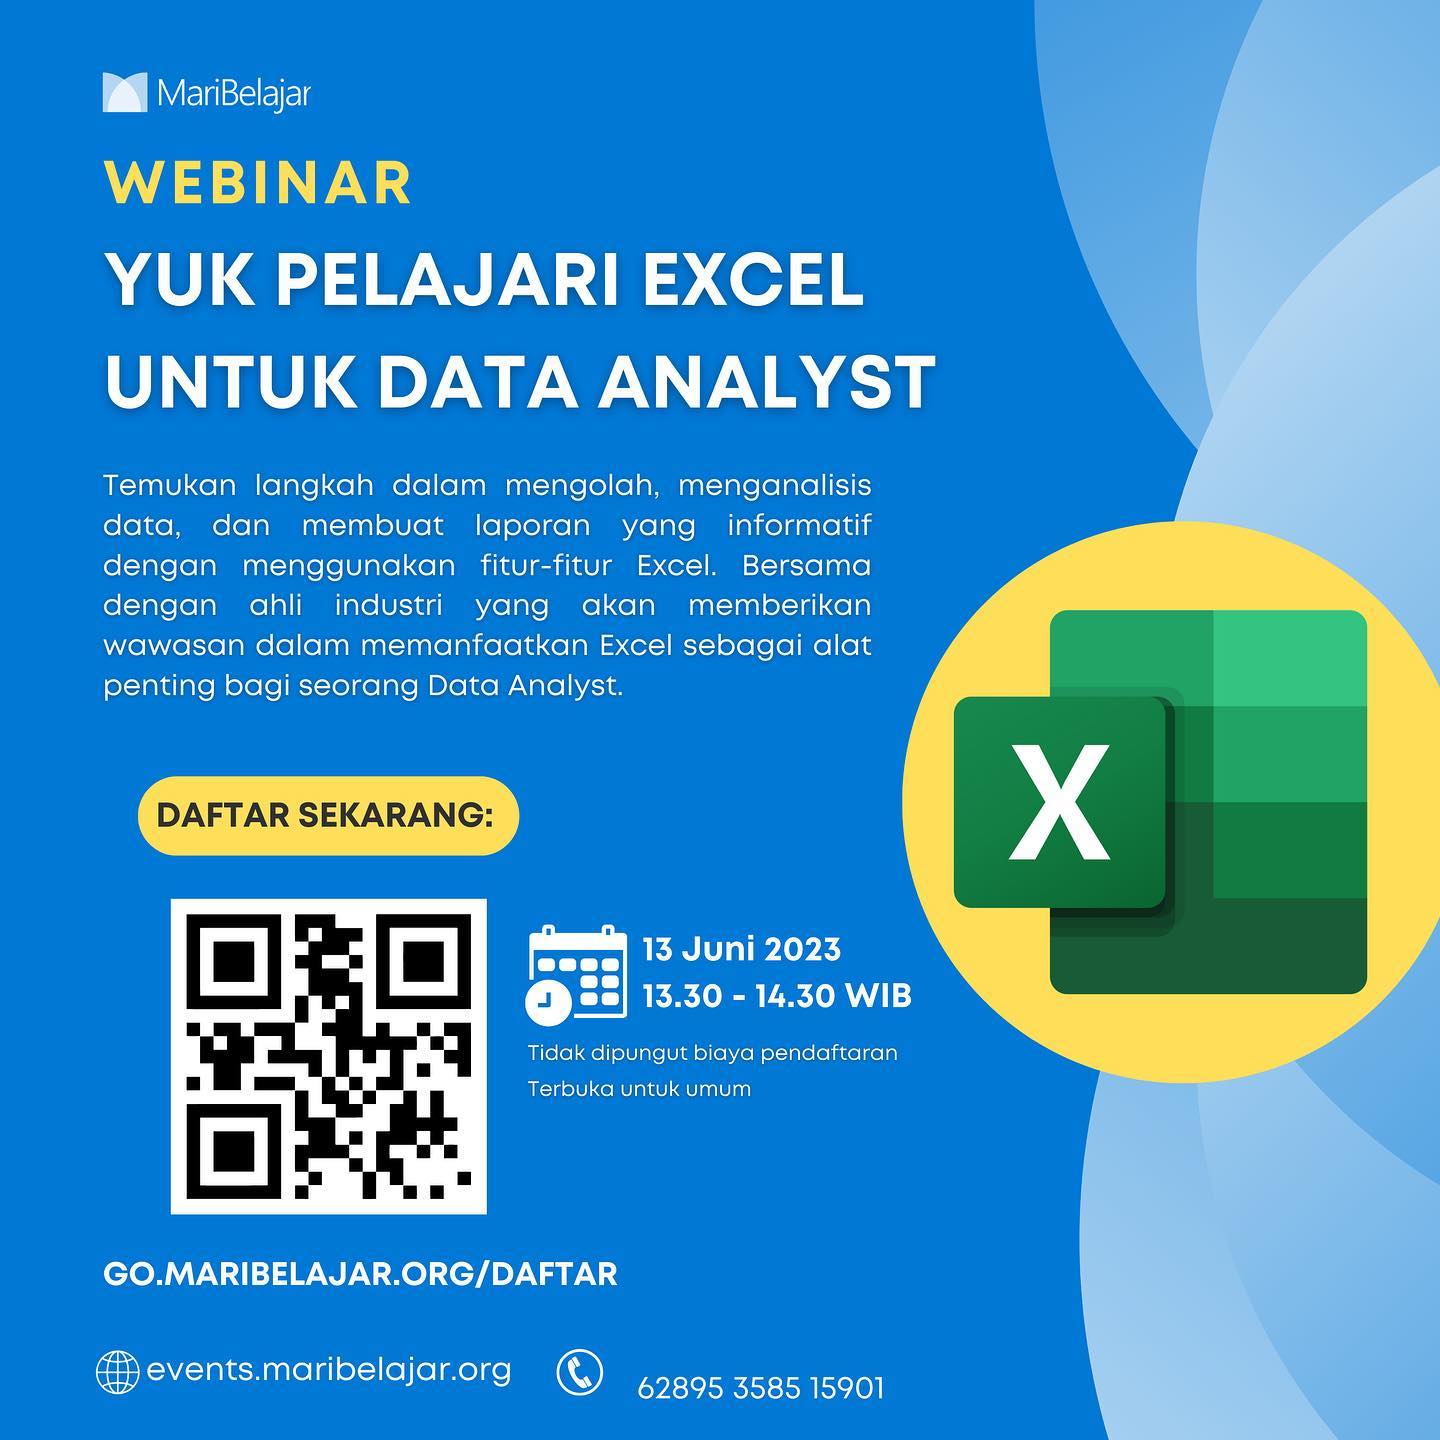 MariBelajar
WEBINAR
YUK PELAJARI EXCEL
UNTUK DATA ANALYST
Temukan langkah dalam mengolah, menganalisis
data, dan membuat laporan yang informatif
dengan menggunakan fitur-fitur Excel. Bersama
dengan ahli industri yang akan memberikan
wawasan dalam memanfaatkan Excel sebagai alat
penting bagi seorang Data Analyst.
DAFTAR SEKARANG:
13 Juni 2023
13.30 - 14.30 WIB
Tidak dipungut biaya pendaftaran
Terbuka untuk umum
X
GO.MARIBELAJAR.ORG/DAFTAR
events.maribelajar.org
62895 3585 15901